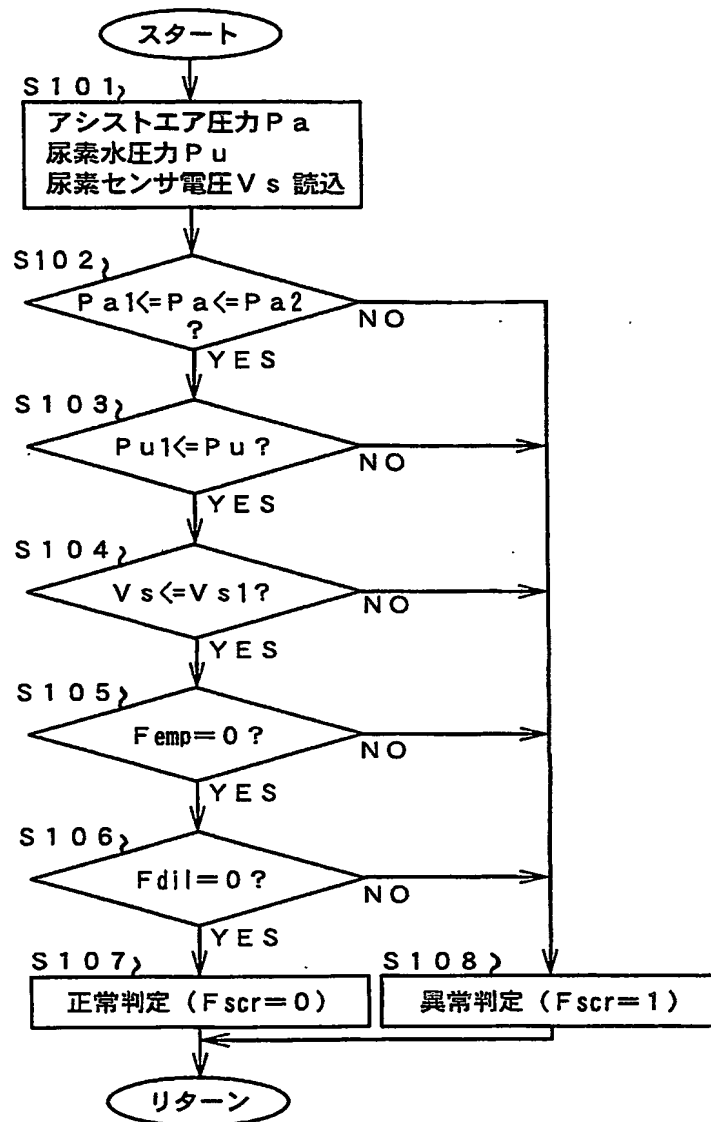 スタート
S101
アシストエア圧力Pa
尿素水圧力Pu
尿素センサ電圧Vs 読込
S102
Pa1<=Pa<=Pa2
?
NO
YES
S103
Pu1<=Pu?
NO
YES
S104
Vs<=Vs1?
NO
YES
S105
Femp=0?
NO
YES
S106
Fdil=0?
NO
YES
S107
正常判定(Fscr=0)
S108
異常判定(Fscr=1)
リターン